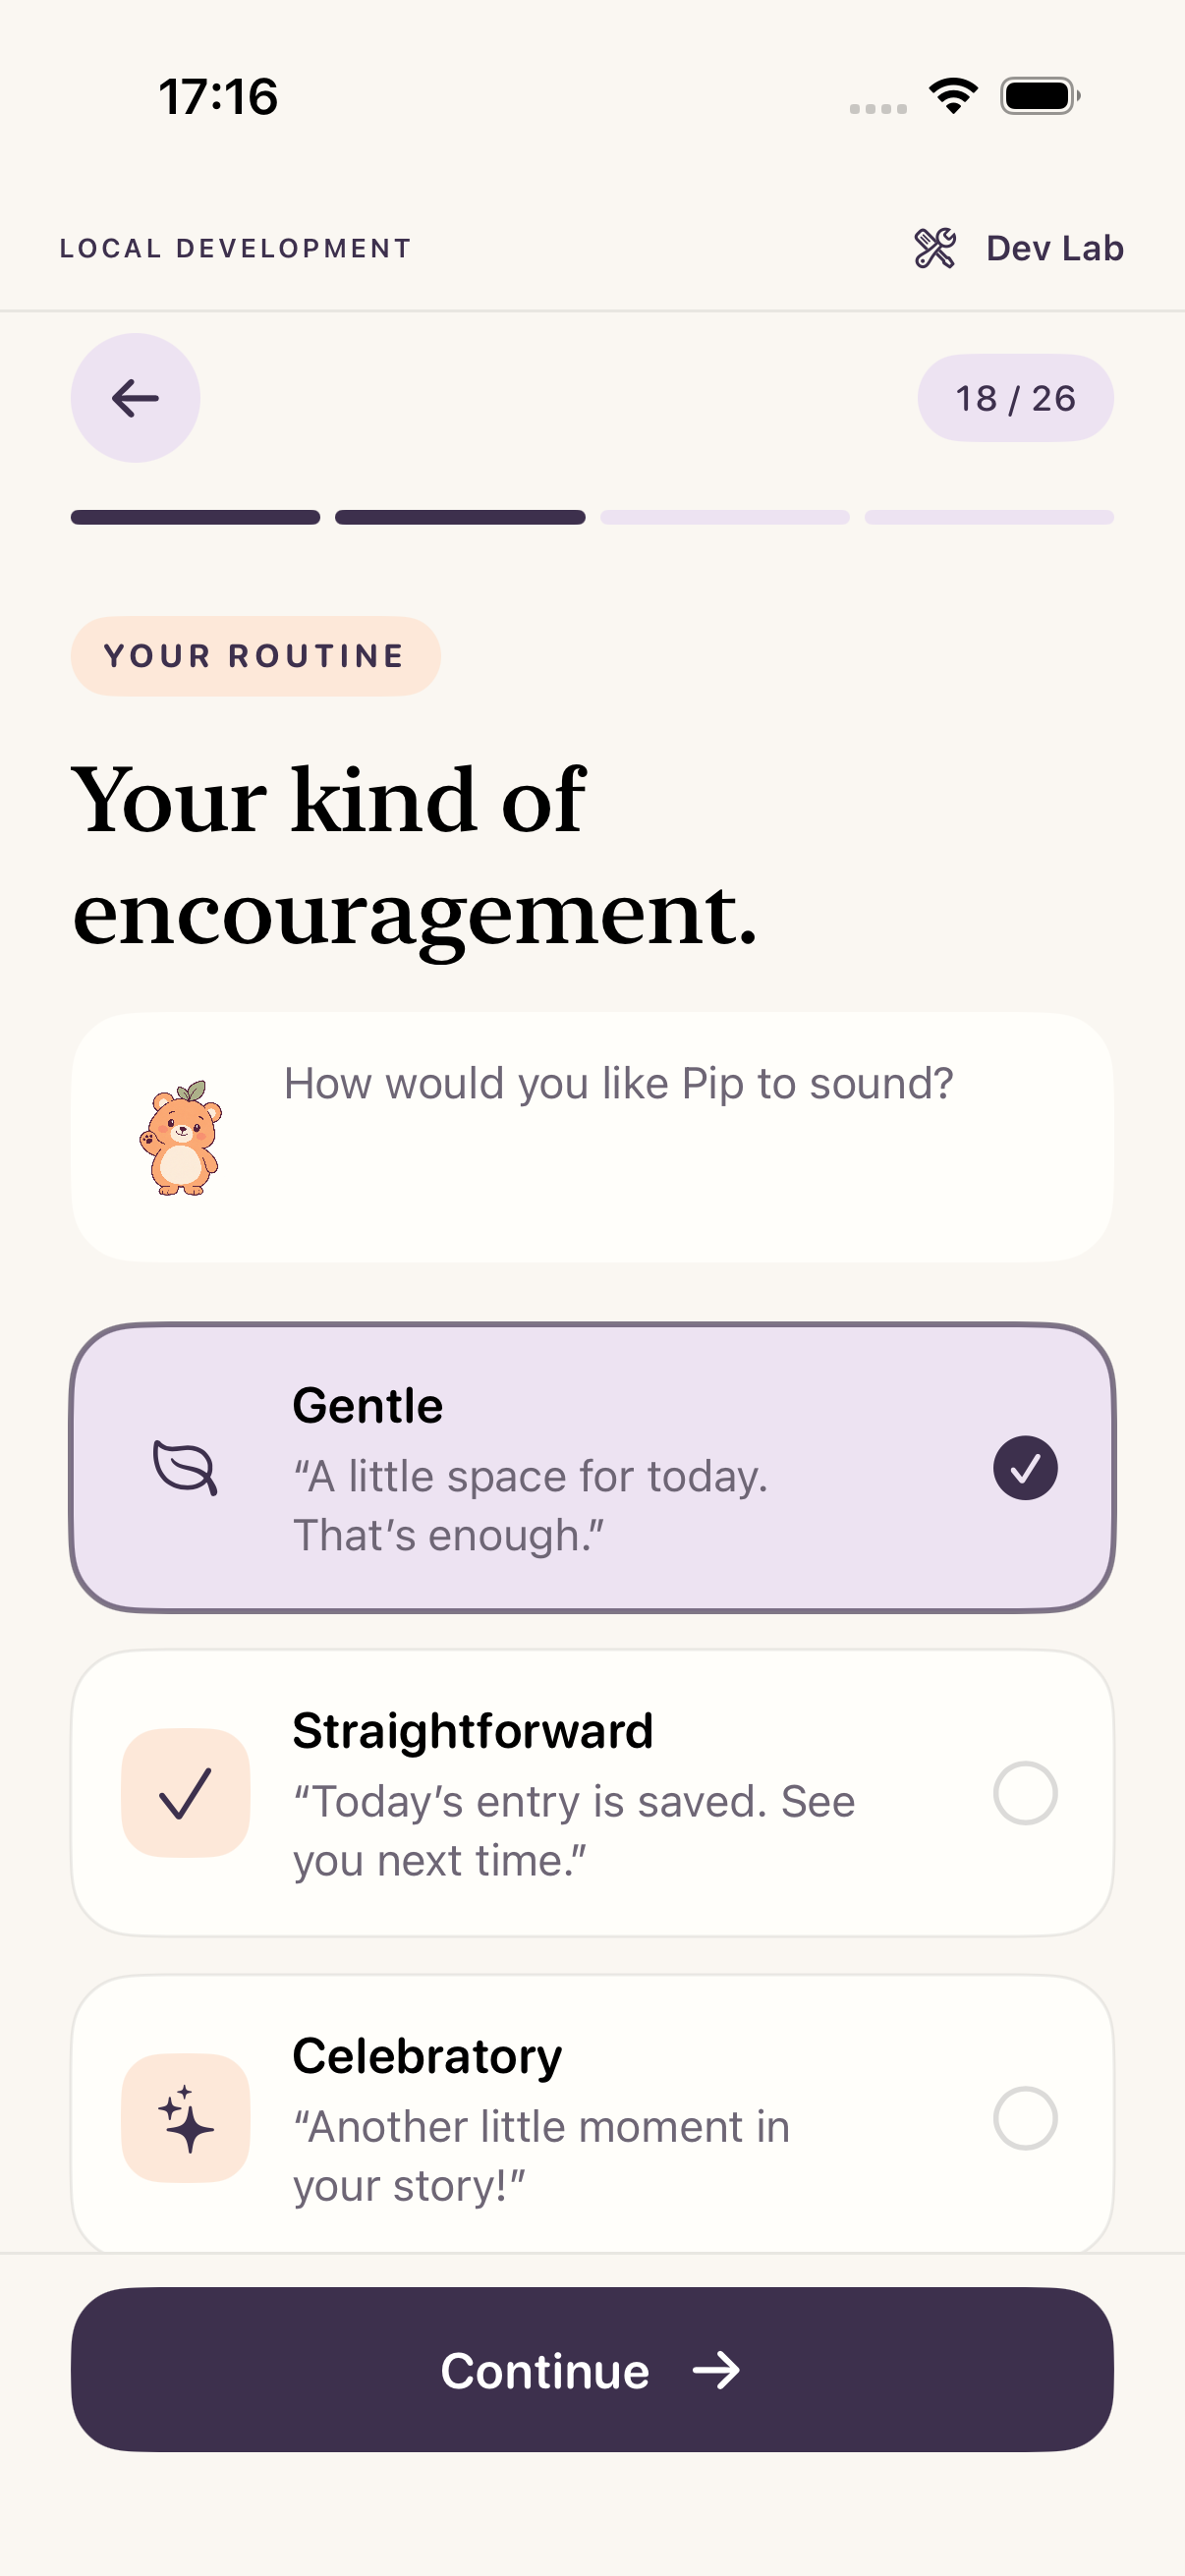 17:16
LOCAL DEVELOPMENT
Dev Lab
18 / 26
YOUR ROUTINE
Your kind of
encouragement.
How would you like Pip to sound?
Gentle
“A little space for today.
That’s enough.”
Straightforward
“Today’s entry is saved. See
you next time.”
Celebratory
“Another little moment in
your story!”
Continue